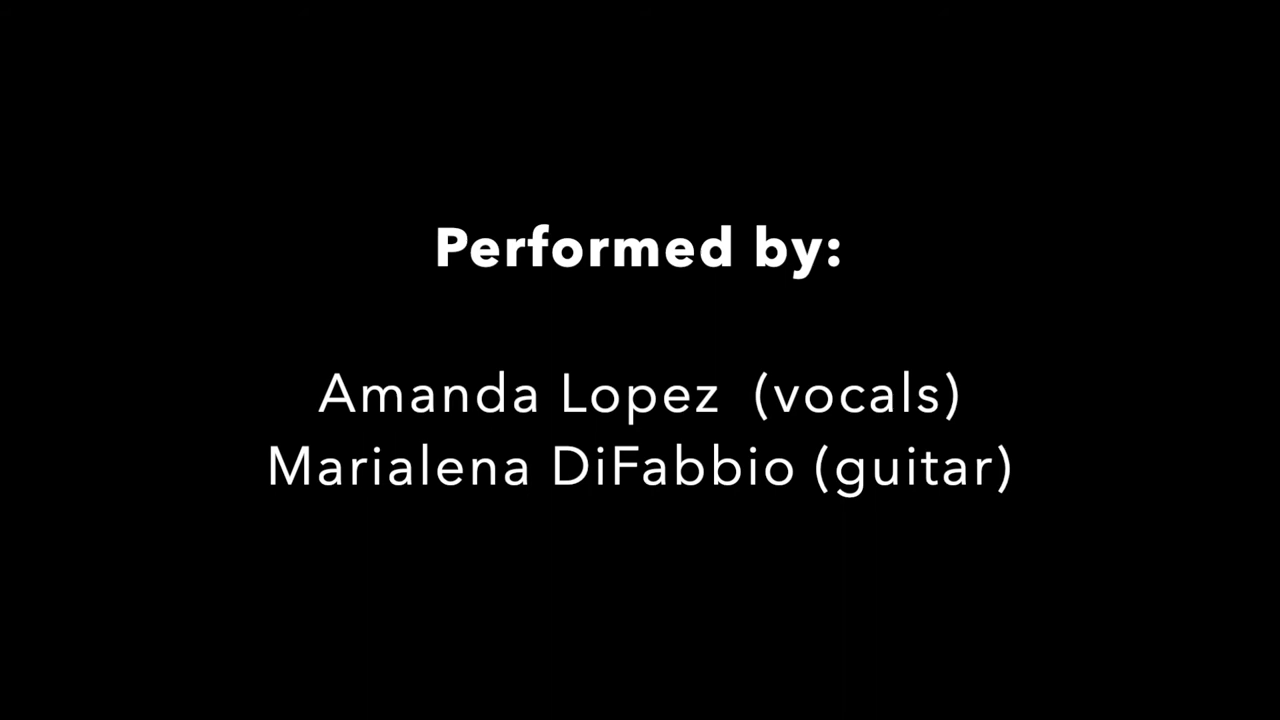 Performed by:
Amanda Lopez (vocals)
Marialena DiFabbio (guitar)